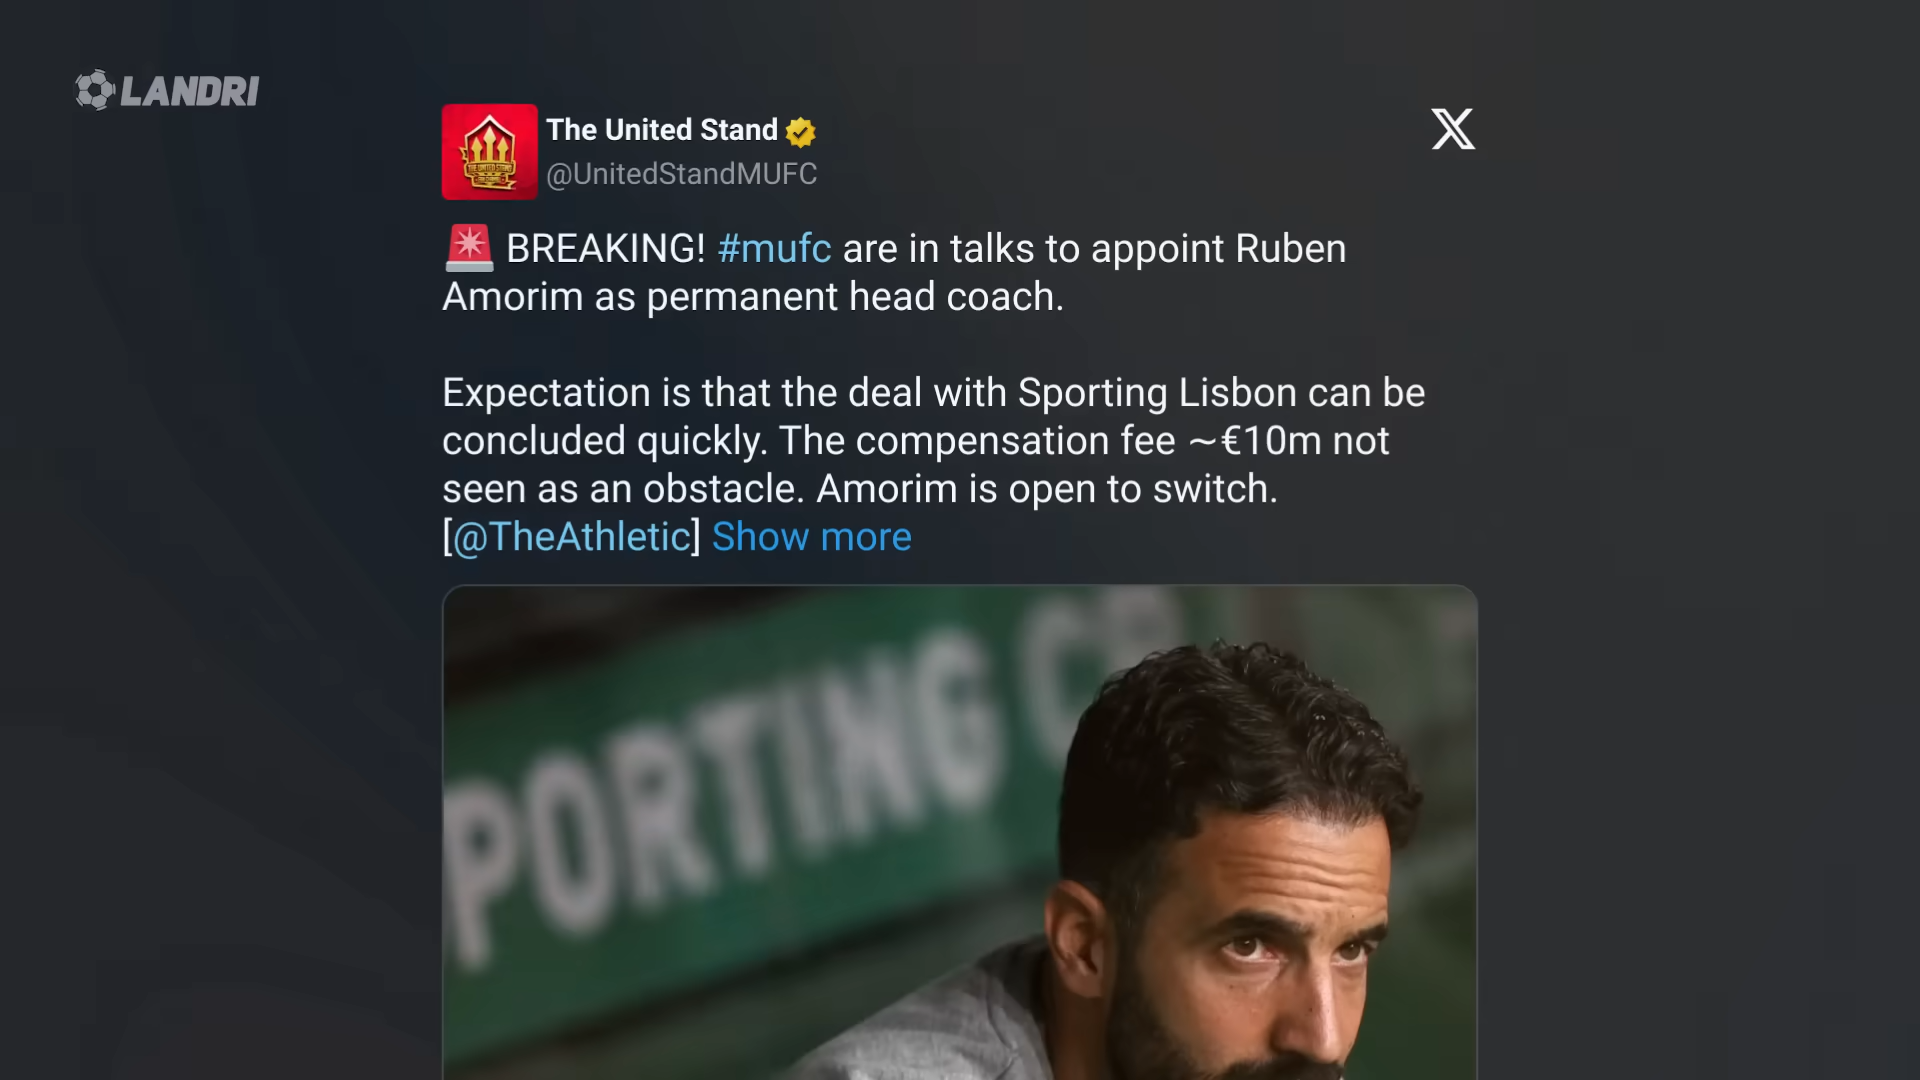 LANDRI
The United Stand
@UnitedStandMUFC
X
🚨 BREAKING! #mufc are in talks to appoint Ruben
Amorim as permanent head coach.
Expectation is that the deal with Sporting Lisbon can be
concluded quickly. The compensation fee ~€10m not
seen as an obstacle. Amorim is open to switch.
[@TheAthletic] Show more
PORTING CP